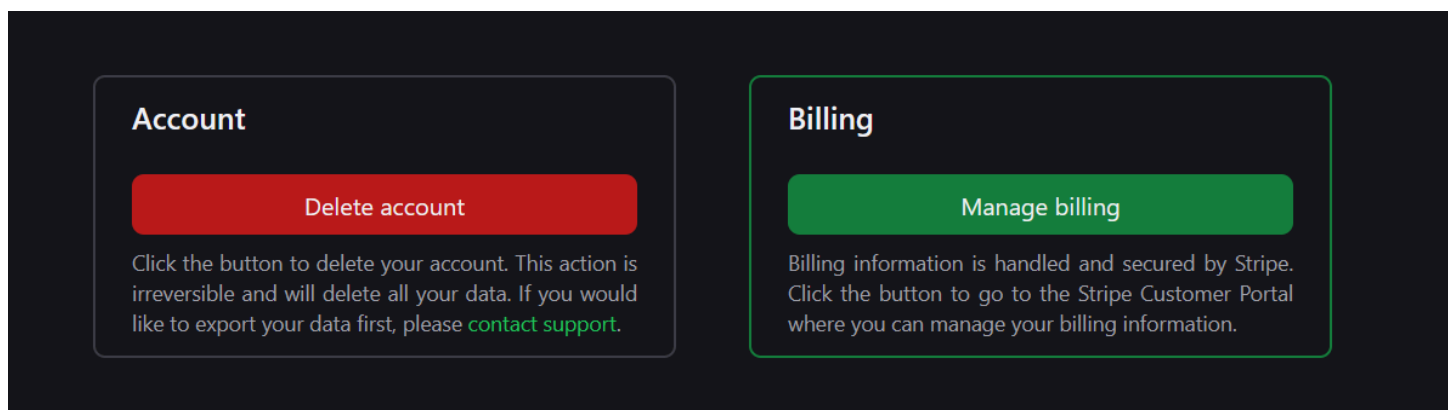 Account
Delete account
Click the button to delete your account. This action is
irreversible and will delete all your data. If you would
like to export your data first, please contact support.
Billing
Manage billing
Billing information is handled and secured by Stripe.
Click the button to go to the Stripe Customer Portal
where you can manage your billing information.